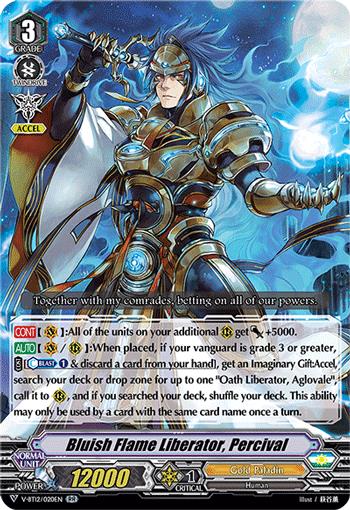 3
GRADE
TWINDRIVE
ACCEL
Together with my comrades, betting on all of our powers.
CONT [ ]:All of the units on your additional get +5000.
AUTO [ / ]:When placed, if your vanguard is grade 3 or greater,
[COUNTER BLAST 1 & discard a card from your hand], get an Imaginary Gift:Accel,
search your deck or drop zone for up to one "Oath Liberator, Aglovale",
call it to , and if you searched your deck, shuffle your deck. This ability
may only be used by a card with the same card name once a turn.
Bluish Flame Liberator, Percival
NORMAL UNIT
POWER 12000 1 CRITICAL
Gold Paladin
Human
V-BT12/020EN RR
Illust / 萩谷薫